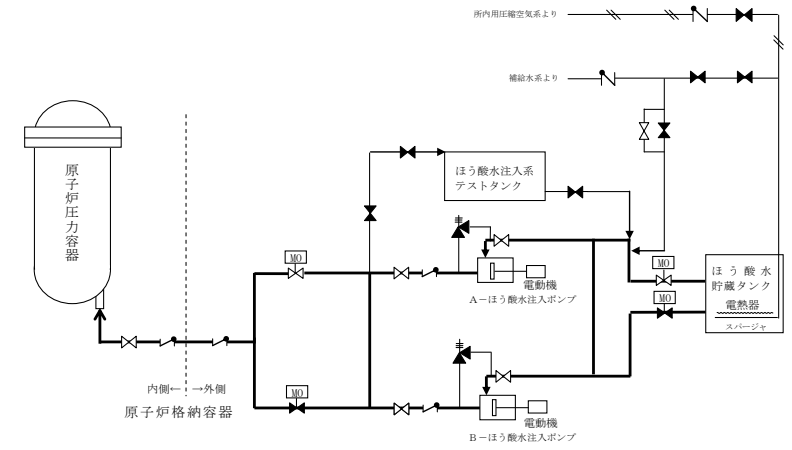 所内用圧縮空気系より
補給水系より
原子炉圧力容器
ほう酸水注入系
テストタンク
MO
電動機
A－ほう酸水注入ポンプ
MO
ほう酸水
貯蔵タンク
電熱器
スパージャ
MO
内側← →外側
原子炉格納容器
MO
電動機
B－ほう酸水注入ポンプ